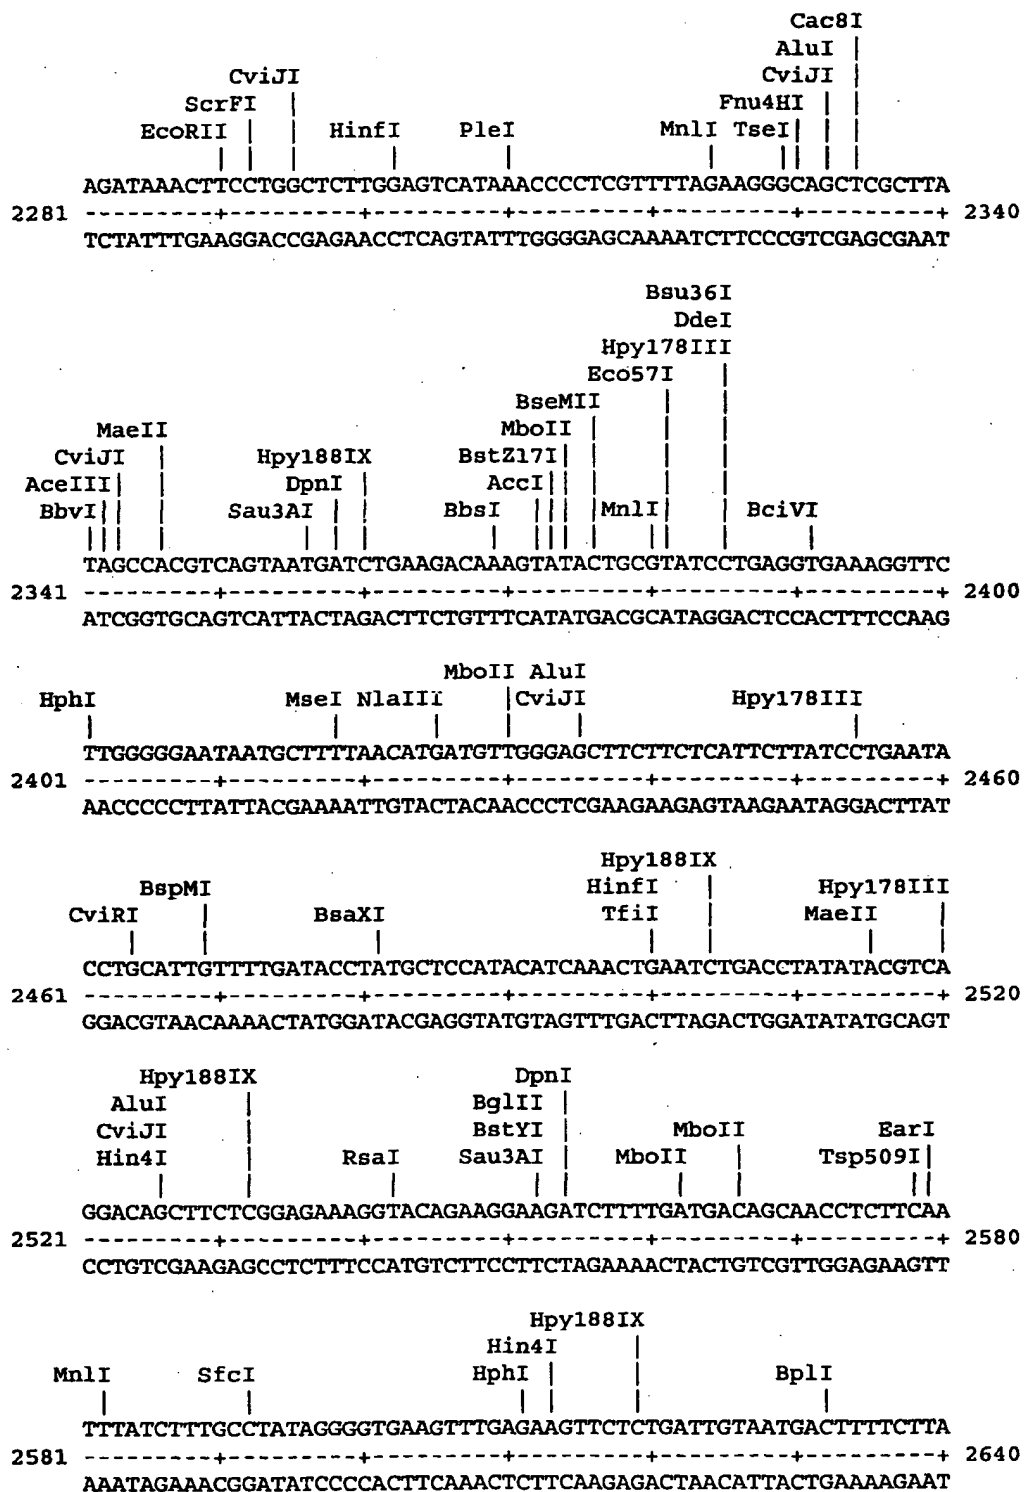 Cac8I
AluI
CviJI CviJI
ScrFI Fnu4HI
EcoRII HinfI PleI MnlI TseI
AGATAAACTTCCTGGCTCTTGGAGTCATAAACCCCTCGTTTTAGAAGGGCAGCTCGCTTA
2281 ---------+---------+---------+---------+---------+---------+ 2340
TCTATTTGAAGGACCGAGAACCTCAGTATTTGGGGAGCAAAATCTTCCCGTCGAGCGAAT
Bsu36I
DdeI
Hpy178III
Eco57I
BseMII
MaeII MboII
CviJI Hpy188IX BstZ17I
AceIII DpnI AccI
BbvI Sau3AI BbsI MnlI BciVI
TAGCCACGTCAGTAATGATCTGAAGACAAAGTATACTGCGTATCCTGAGGTGAAAGGTTC
2341 ---------+---------+---------+---------+---------+---------+ 2400
ATCGGTGCAGTCATTACTAGACTTCTGTTTCATATGACGCATAGGACTCCACTTTCCAAG
MboII AluI
HphI MseI NlaIII CviJI Hpy178III
TTGGGGGAATAATGCTTTTAACATGATGTTGGGAGCTTCTTCTCATTCTTATCCTGAATA
2401 ---------+---------+---------+---------+---------+---------+ 2460
AACCCCCTTATTACGAAAATTGTACTACAACCCTCGAAGAAGAGTAAGAATAGGACTTAT
Hpy188IX
BspMI HinfI Hpy178III
CviRI BsaXI TfiI MaeII
CCTGCATTGTTTTGATACCTATGCTCCATACATCAAACTGAATCTGACCTATATACGTCA
2461 ---------+---------+---------+---------+---------+---------+ 2520
GGACGTAACAAAACTATGGATACGAGGTATGTAGTTTGACTTAGACTGGATATATGCAGT
Hpy188IX DpnI
AluI BglII
CviJI BstYI MboII EarI
Hin4I RsaI Sau3AI MboII Tsp509I
GGACAGCTTCTCGGAGAAAGGTACAGAAGGAAGATCTTTTGATGACAGCAACCTCTTCAA
2521 ---------+---------+---------+---------+---------+---------+ 2580
CCTGTCGAAGAGCCTCTTTCCATGTCTTCCTTCTAGAAAACTACTGTCGTTGGAGAAGTT
Hpy188IX
Hin4I
MnlI SfcI HphI BplI
TTTATCTTTGCCTATAGGGGTGAAGTTTGAGAAGTTCTCTGATTGTAATGACTTTTCTTA
2581 ---------+---------+---------+---------+---------+---------+ 2640
AAATAGAAACGGATATCCCCACTTCAAACTCTTCAAGAGACTAACATTACTGAAAAGAAT